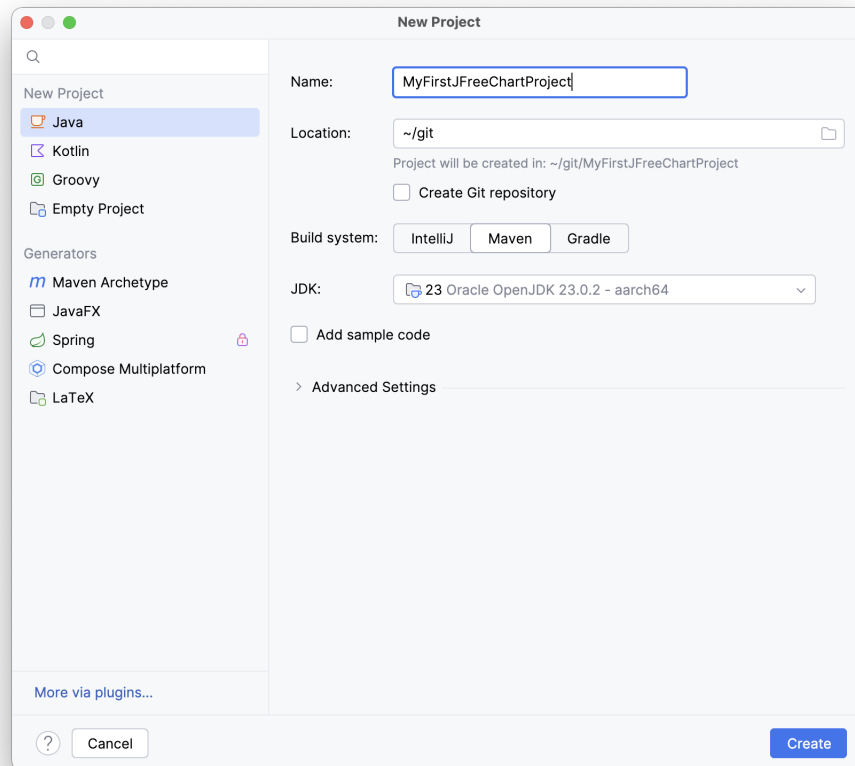 New Project
New Project
Java
Kotlin
G Groovy
Empty Project
Generators
m Maven Archetype
JavaFX
Spring
Compose Multiplatform
LaTeX
More via plugins...
Name: MyFirstJFreeChartProject
Location: ~/git
Project will be created in: ~/git/MyFirstJFreeChartProject
Create Git repository
Build system: IntelliJ Maven Gradle
JDK: 23 Oracle OpenJDK 23.0.2 - aarch64
Add sample code
Advanced Settings
? Cancel Create